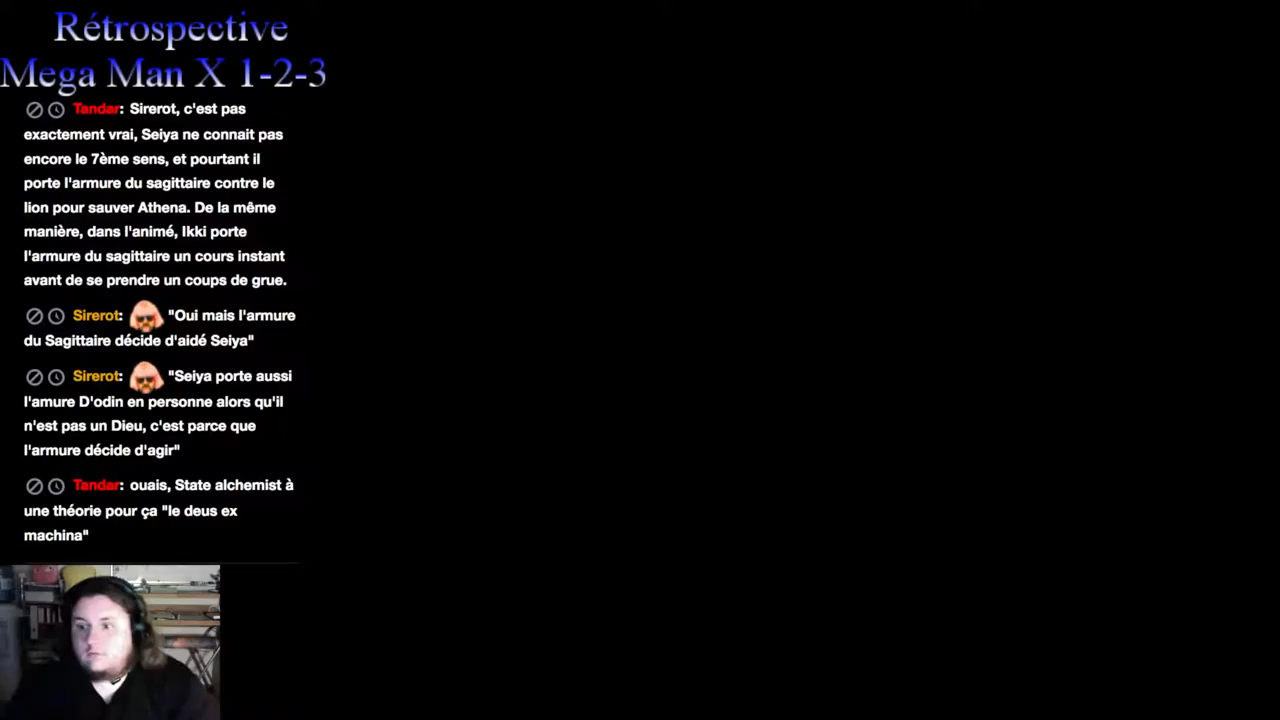 Rétrospective
Mega Man X 1-2-3
Tandar: Sirerot, c'est pas
exactement vrai, Seiya ne connait pas
encore le 7ème sens, et pourtant il
porte l'armure du sagittaire contre le
lion pour sauver Athena. De la même
manière, dans l'animé, Ikki porte
l'armure du sagittaire un cours instant
avant de se prendre un coups de grue.
Sirerot: "Oui mais l'armure
du Sagittaire décide d'aidé Seiya"
Sirerot: "Seiya porte aussi
l'amure D'odin en personne alors qu'il
n'est pas un Dieu, c'est parce que
l'armure décide d'agir"
Tandar: ouais, State alchemist à
une théorie pour ça "le deus ex
machina"